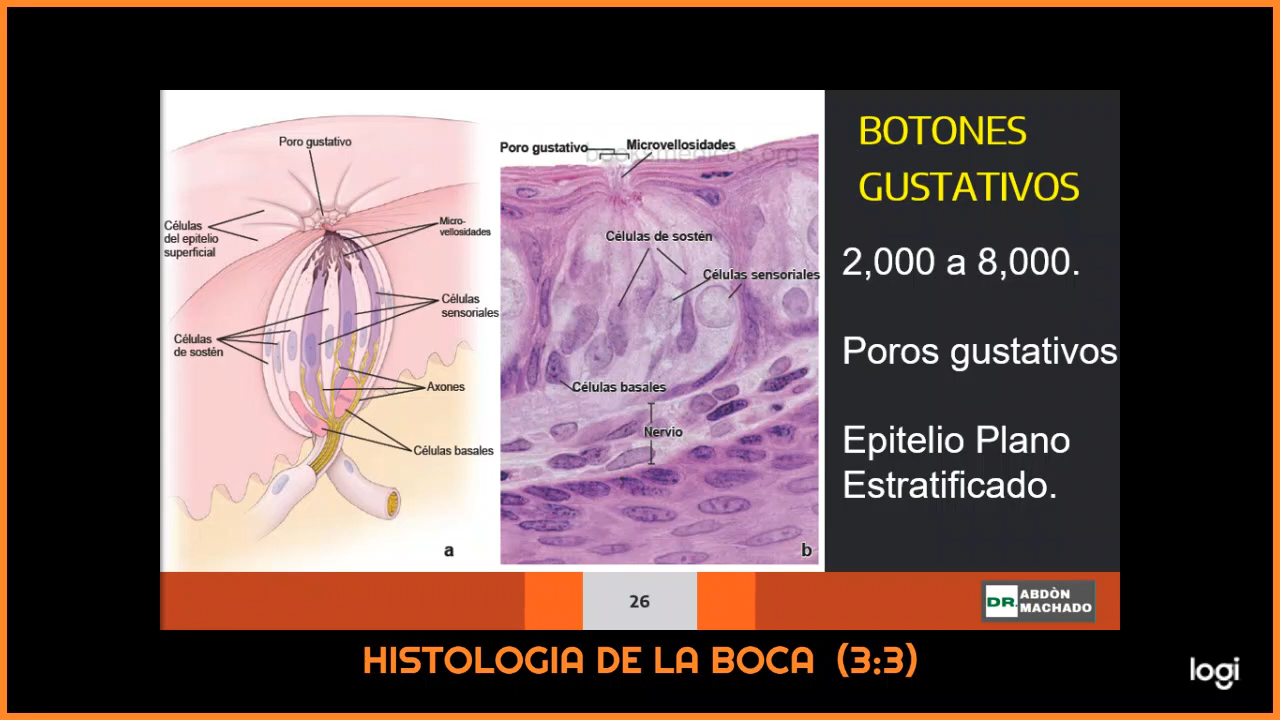 Poro gustativo
Células
del epitelio
superficial
Micro-
vellosidades
Células
sensoriales
Células
de sostén
Axones
Células basales
a
Poro gustativo
Microvellosidades
Células de sostén
Células sensoriales
Células basales
Nervio
b
BOTONES
GUSTATIVOS
2,000 a 8,000.
Poros gustativos
Epitelio Plano
Estratificado.
26
DR. ABDÒN
MACHADO
HISTOLOGIA DE LA BOCA (3:3)
logi